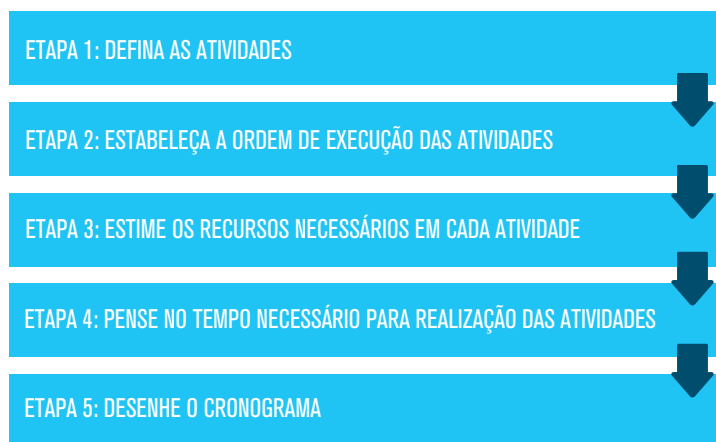 ETAPA 1: DEFINA AS ATIVIDADES
ETAPA 2: ESTABELEÇA A ORDEM DE EXECUÇÃO DAS ATIVIDADES
ETAPA 3: ESTIME OS RECURSOS NECESSÁRIOS EM CADA ATIVIDADE
ETAPA 4: PENSE NO TEMPO NECESSÁRIO PARA REALIZAÇÃO DAS ATIVIDADES
ETAPA 5: DESENHE O CRONOGRAMA